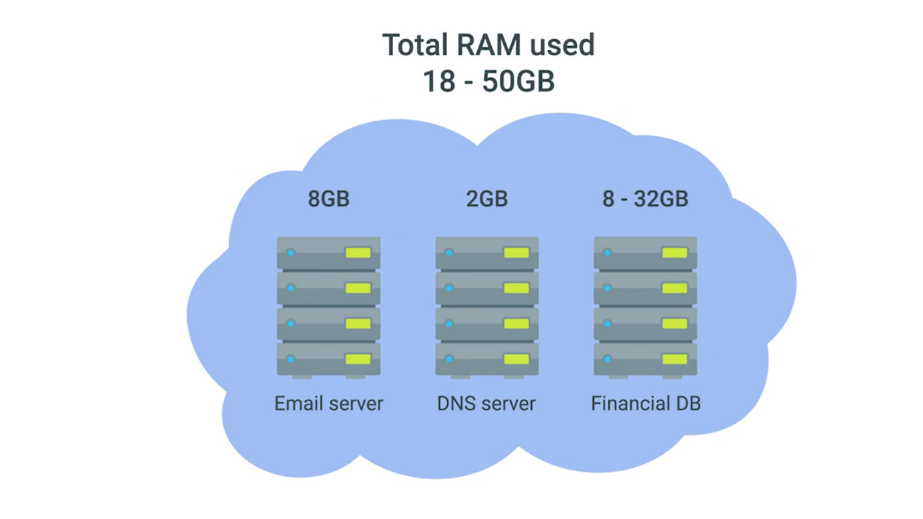 Total RAM used
18 - 50GB
8GB
2GB
8 - 32GB
Email server
DNS server
Financial DB